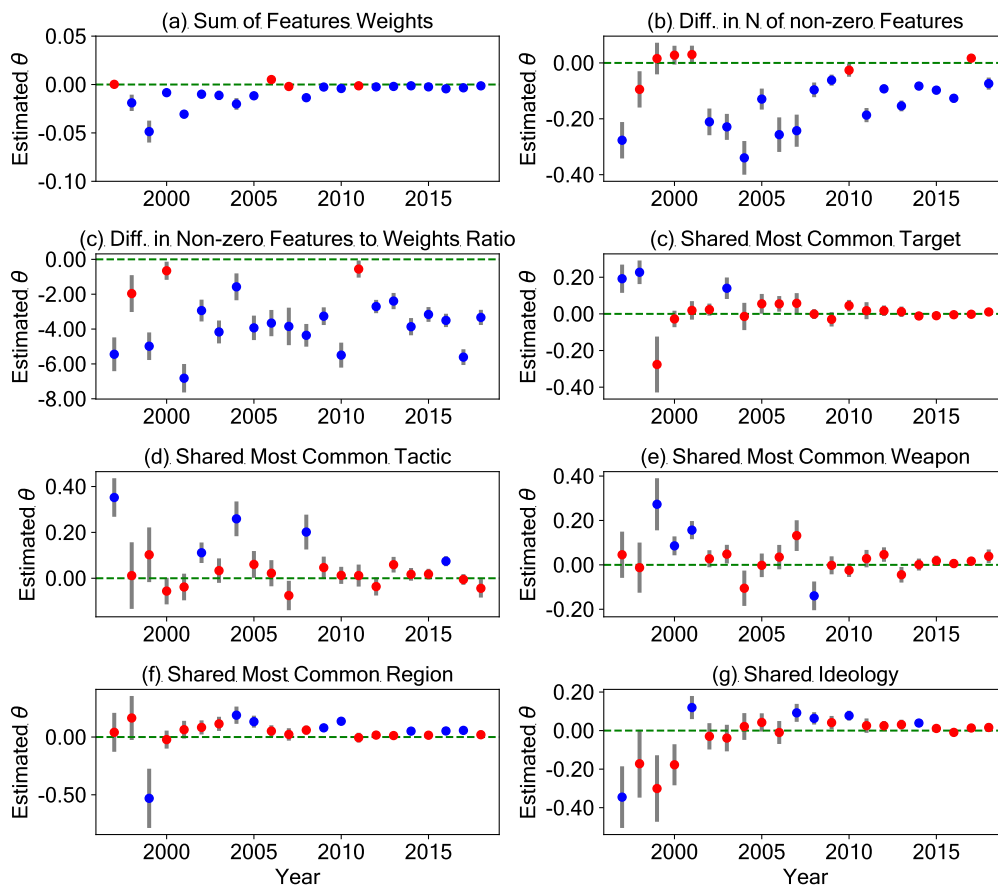 (a) Sum of Features Weights
(b) Diff. in N of non-zero Features
0.05
0.00
-0.05
-0.10
Estimated θ
2000 2005 2010 2015
0.00
-0.20
-0.40
Estimated θ
2000 2005 2010 2015
(c) Diff. in Non-zero Features to Weights Ratio
(c) Shared Most Common Target
0.00
-2.00
-4.00
-6.00
-8.00
Estimated θ
2000 2005 2010 2015
0.20
0.00
-0.20
-0.40
Estimated θ
2000 2005 2010 2015
(d) Shared Most Common Tactic
(e) Shared Most Common Weapon
0.40
0.20
0.00
Estimated θ
2000 2005 2010 2015
0.40
0.20
0.00
-0.20
Estimated θ
2000 2005 2010 2015
(f) Shared Most Common Region
(g) Shared Ideology
0.00
-0.50
Estimated θ
2000 2005 2010 2015
Year
0.20
0.00
-0.20
-0.40
Estimated θ
2000 2005 2010 2015
Year